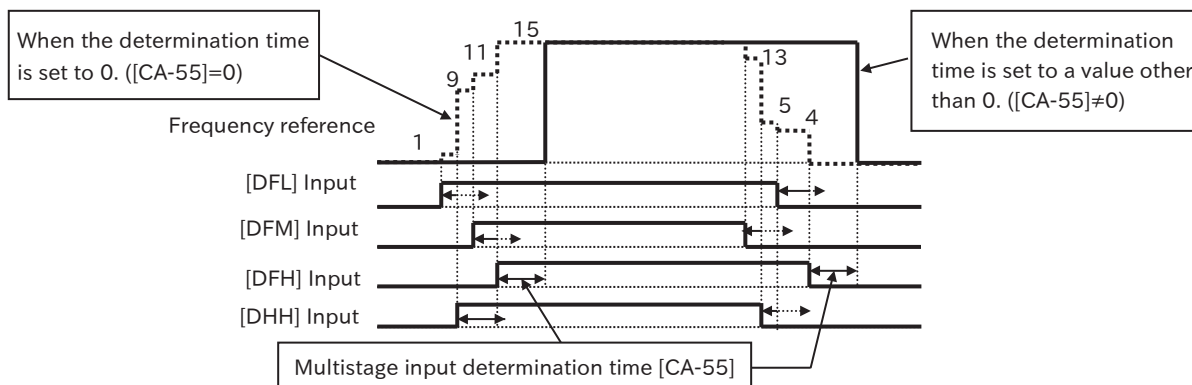 When the determination time
is set to 0. ([CA-55]=0)
15
11
9
1
13
5
4
When the determination
time is set to a value other
than 0. ([CA-55]≠0)
Frequency reference
[DFL] Input
[DFM] Input
[DFH] Input
[DHH] Input
Multistage input determination time [CA-55]